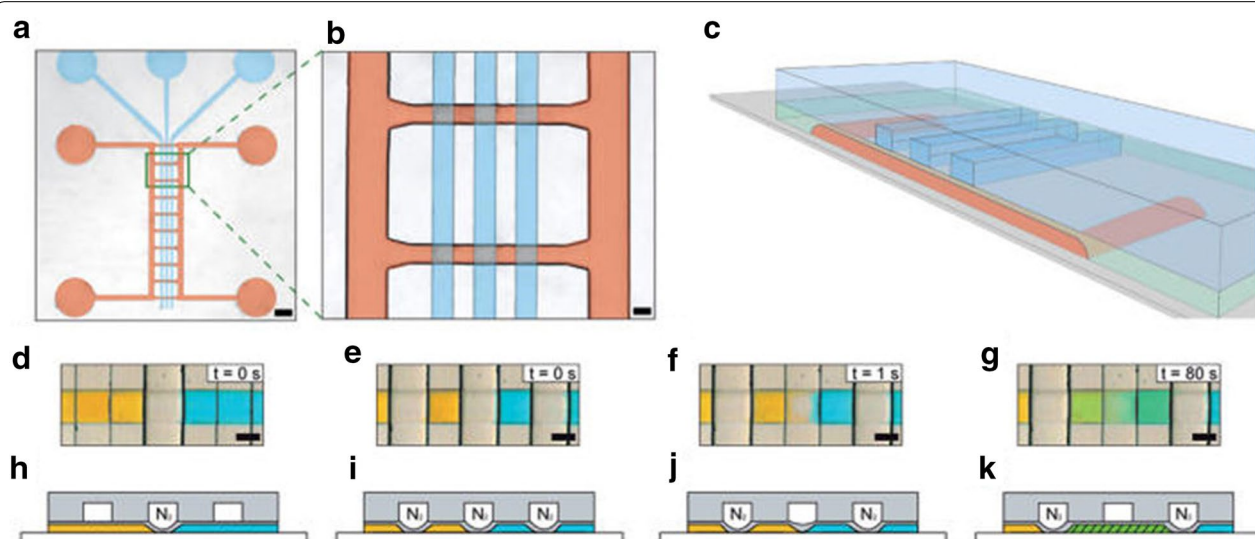 a
b
c
d
t = 0 s
e
t = 0 s
f
t = 1 s
g
t = 80 s
h
N₂
i
N₂ N₂ N₂
j
N₂ N₂
k
N₂ N₂